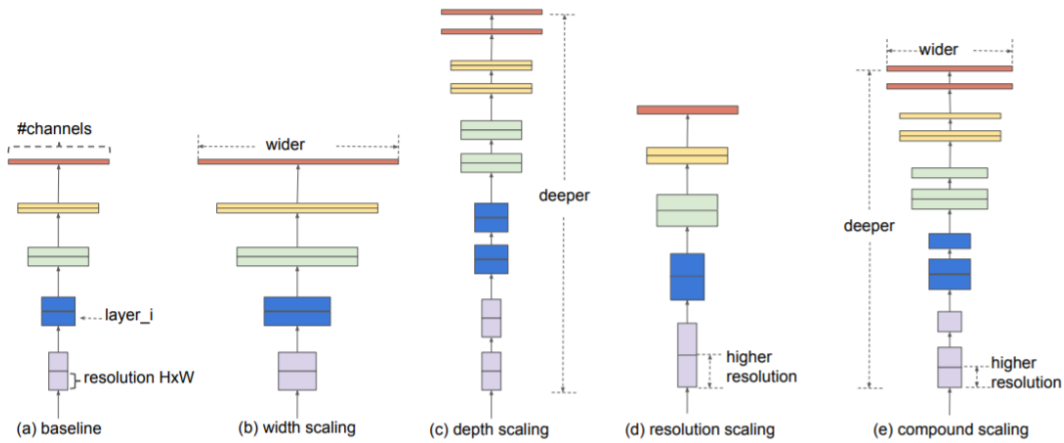 #channels
layer_i
resolution HxW
(a) baseline
wider
(b) width scaling
deeper
(c) depth scaling
higher
resolution
(d) resolution scaling
wider
deeper
higher
resolution
(e) compound scaling